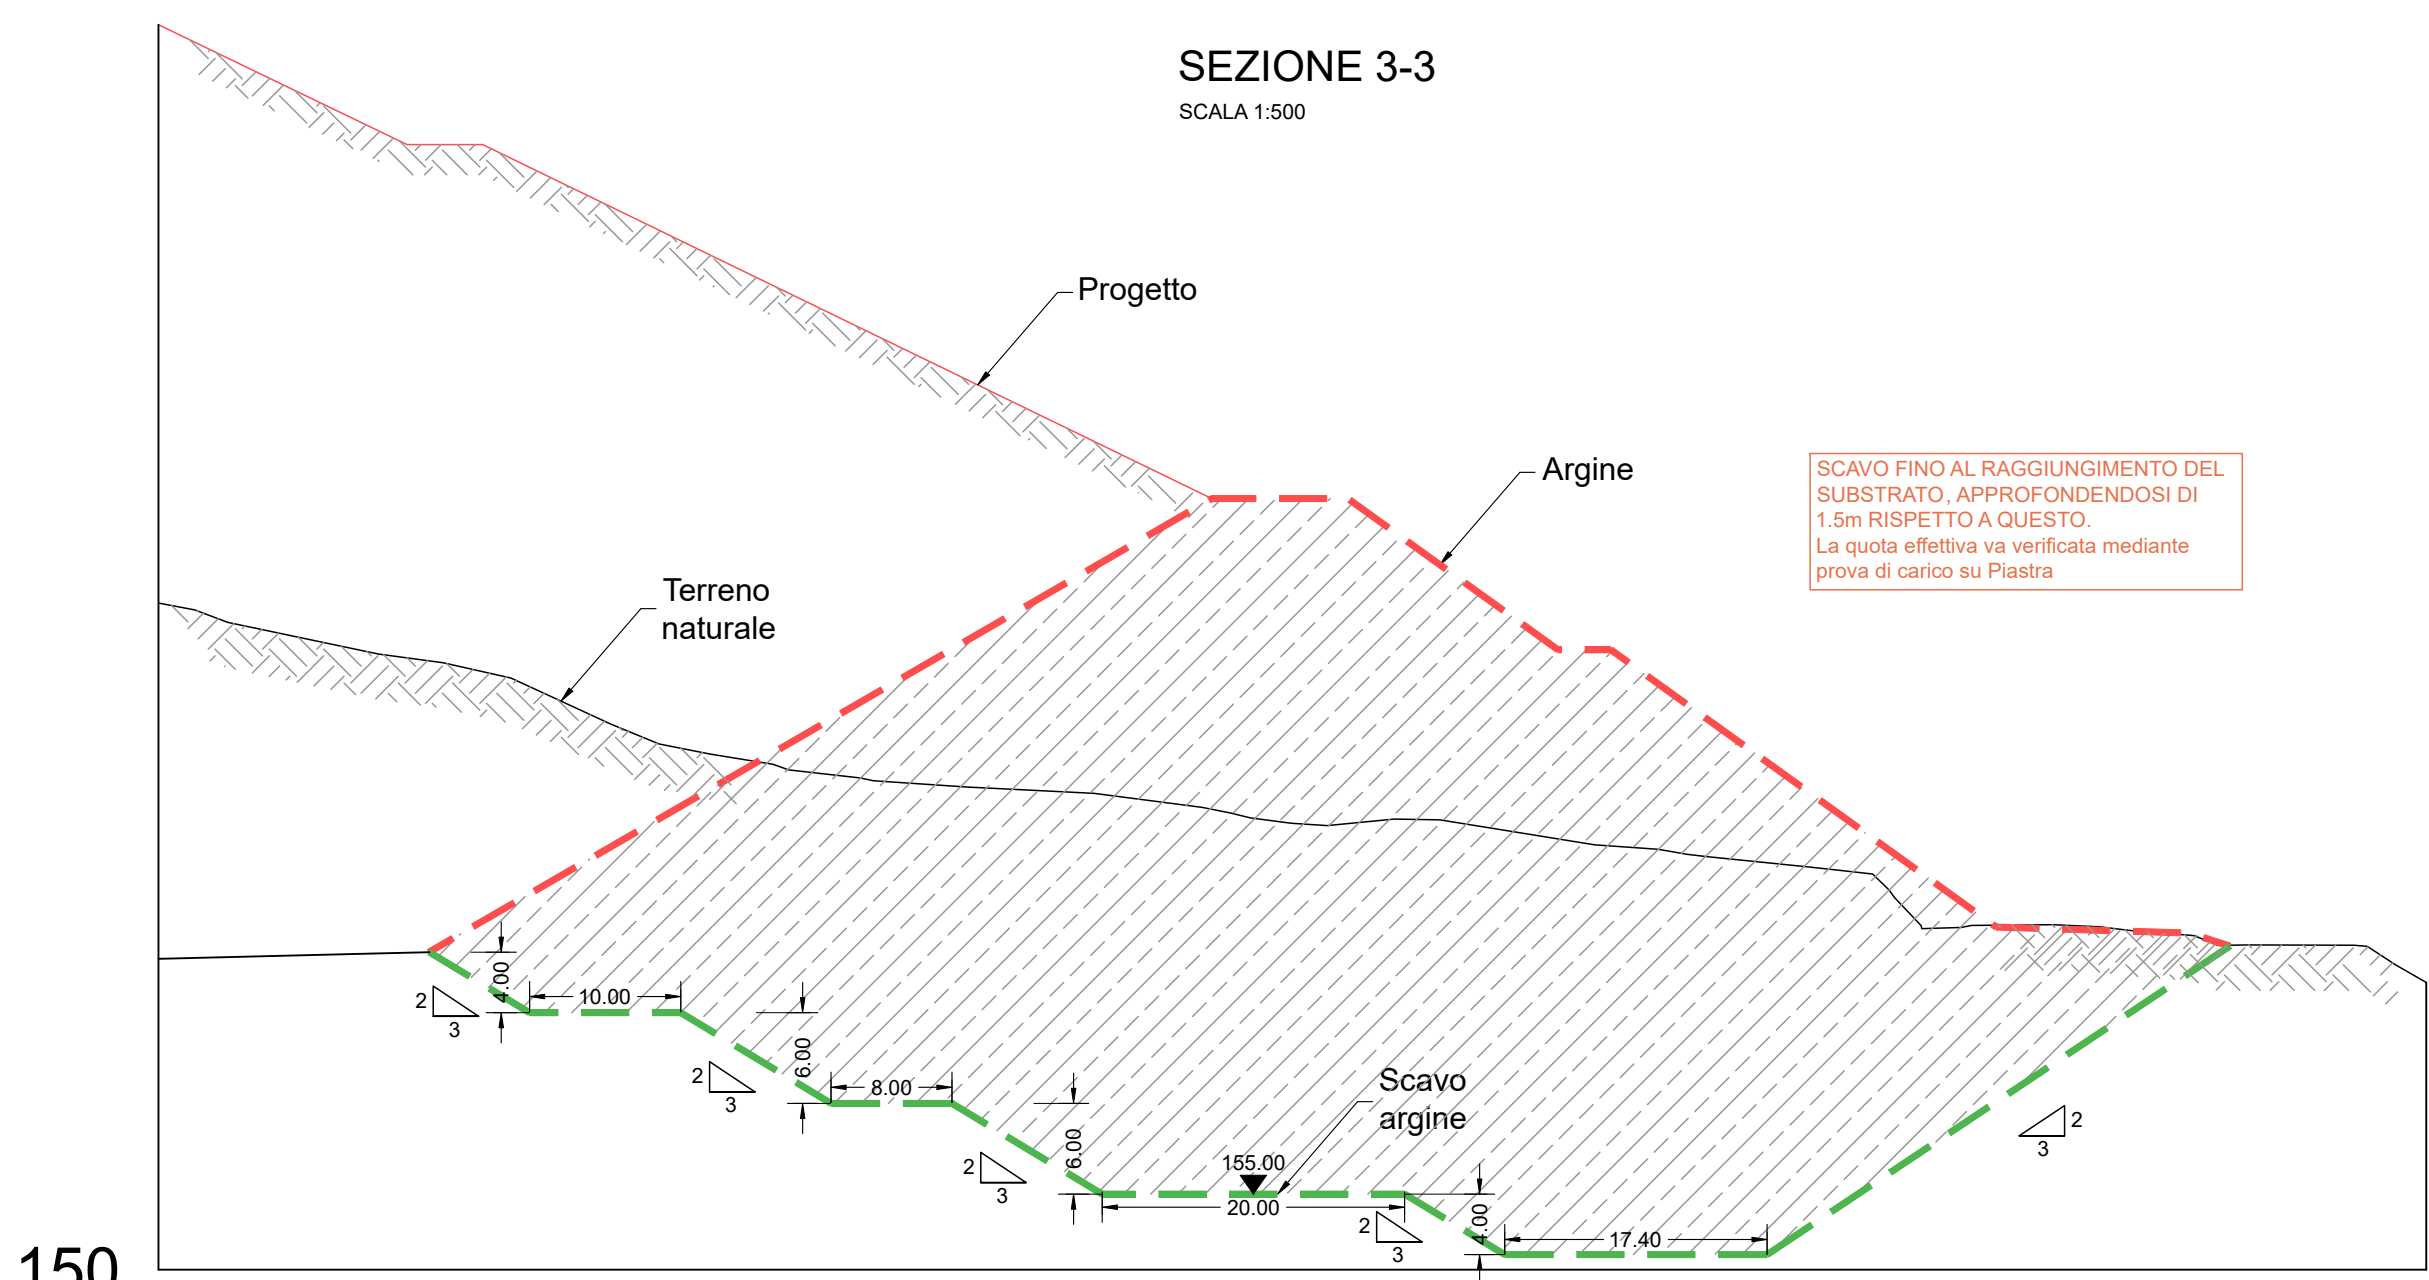 SEZIONE 3-3
SCALA 1:500
Progetto
Argine
SCAVO FINO AL RAGGIUNGIMENTO DEL
SUBSTRATO, APPROFONDENDOSI DI
1.5m RISPETTO A QUESTO.
La quota effettiva va verificata mediante
prova di carico su Piastra
Terreno
naturale
4.00
10.00
2
3
6.00
8.00
2
3
6.00
Scavo
argine
155.00
20.00
2
3
4.00
17.40
2
3
2
3
150